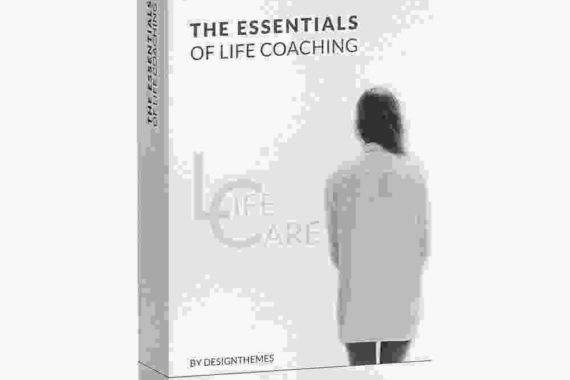 THE ESSENTIALS
OF LIFE COACHING
THE ESSENTIALS
OF LIFE COACHING
LIFE
CARE
BY DESIGNTHEMES